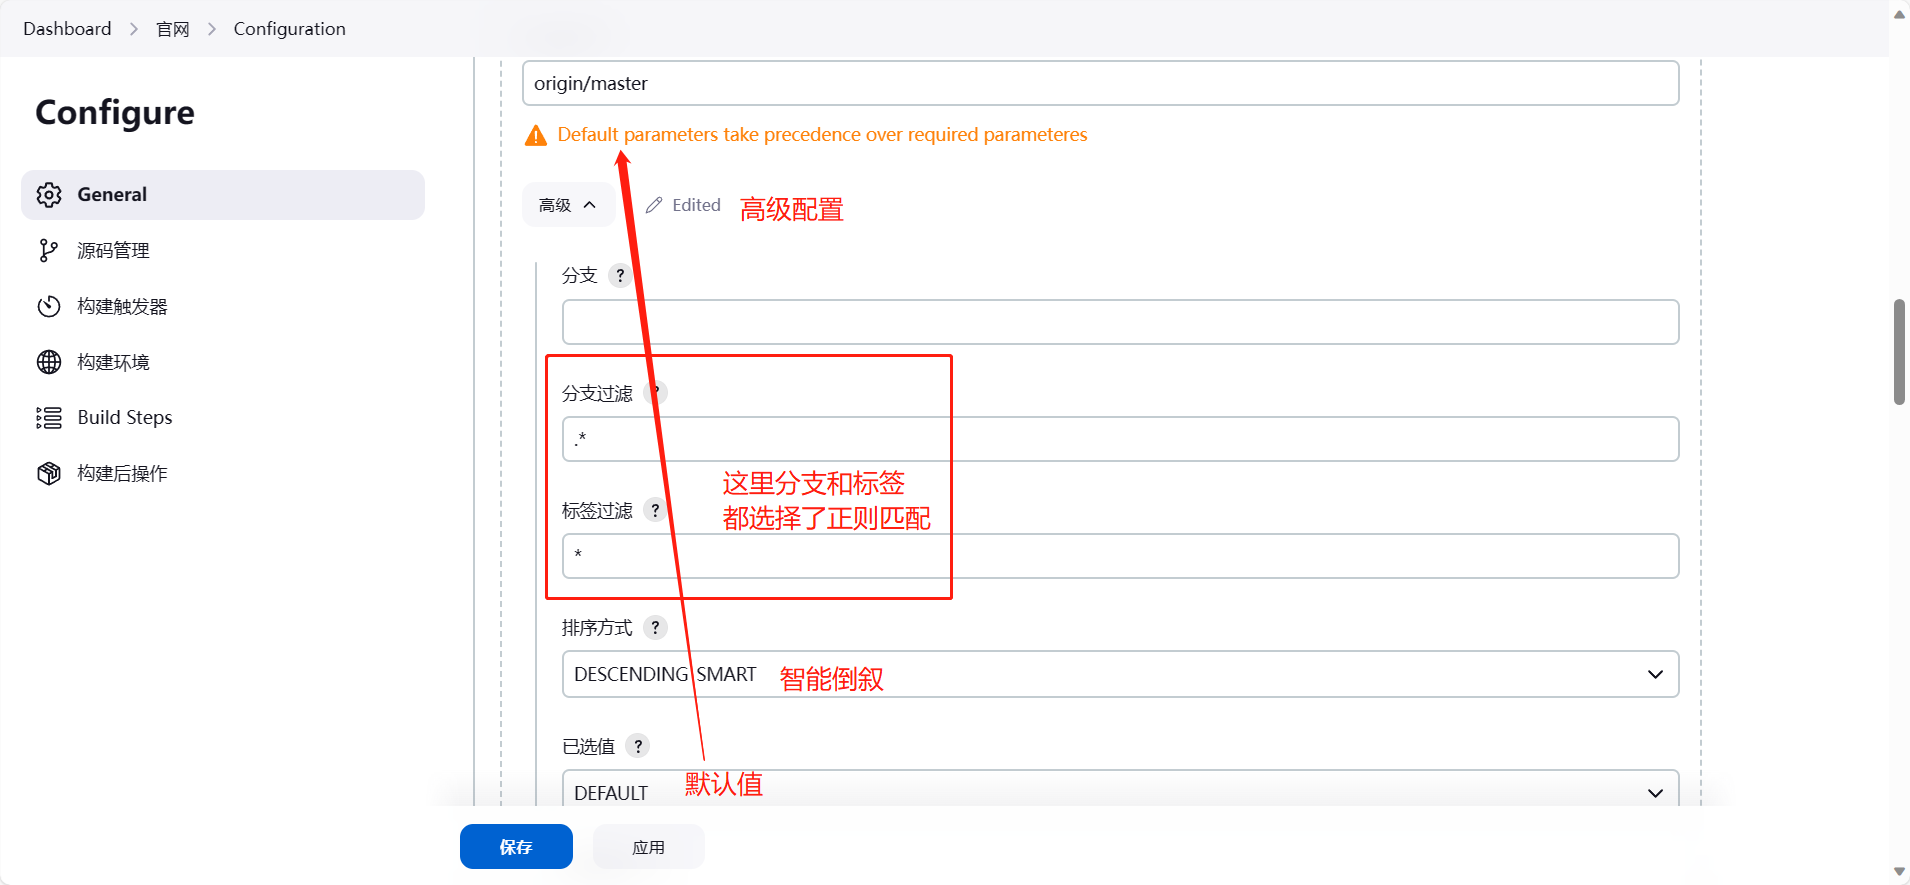 Dashboard > 官网 > Configuration
Configure
General
源码管理
构建触发器
构建环境
Build Steps
构建后操作
origin/master
Default parameters take precedence over required parameteres
高级 Edited 高级配置
分支 ?
分支过滤 ?
.*
这里分支和标签
都选择了正则匹配
标签过滤 ?
*
排序方式 ?
DESCENDING SMART 智能倒叙
已选值 ?
DEFAULT 默认值
保存 应用